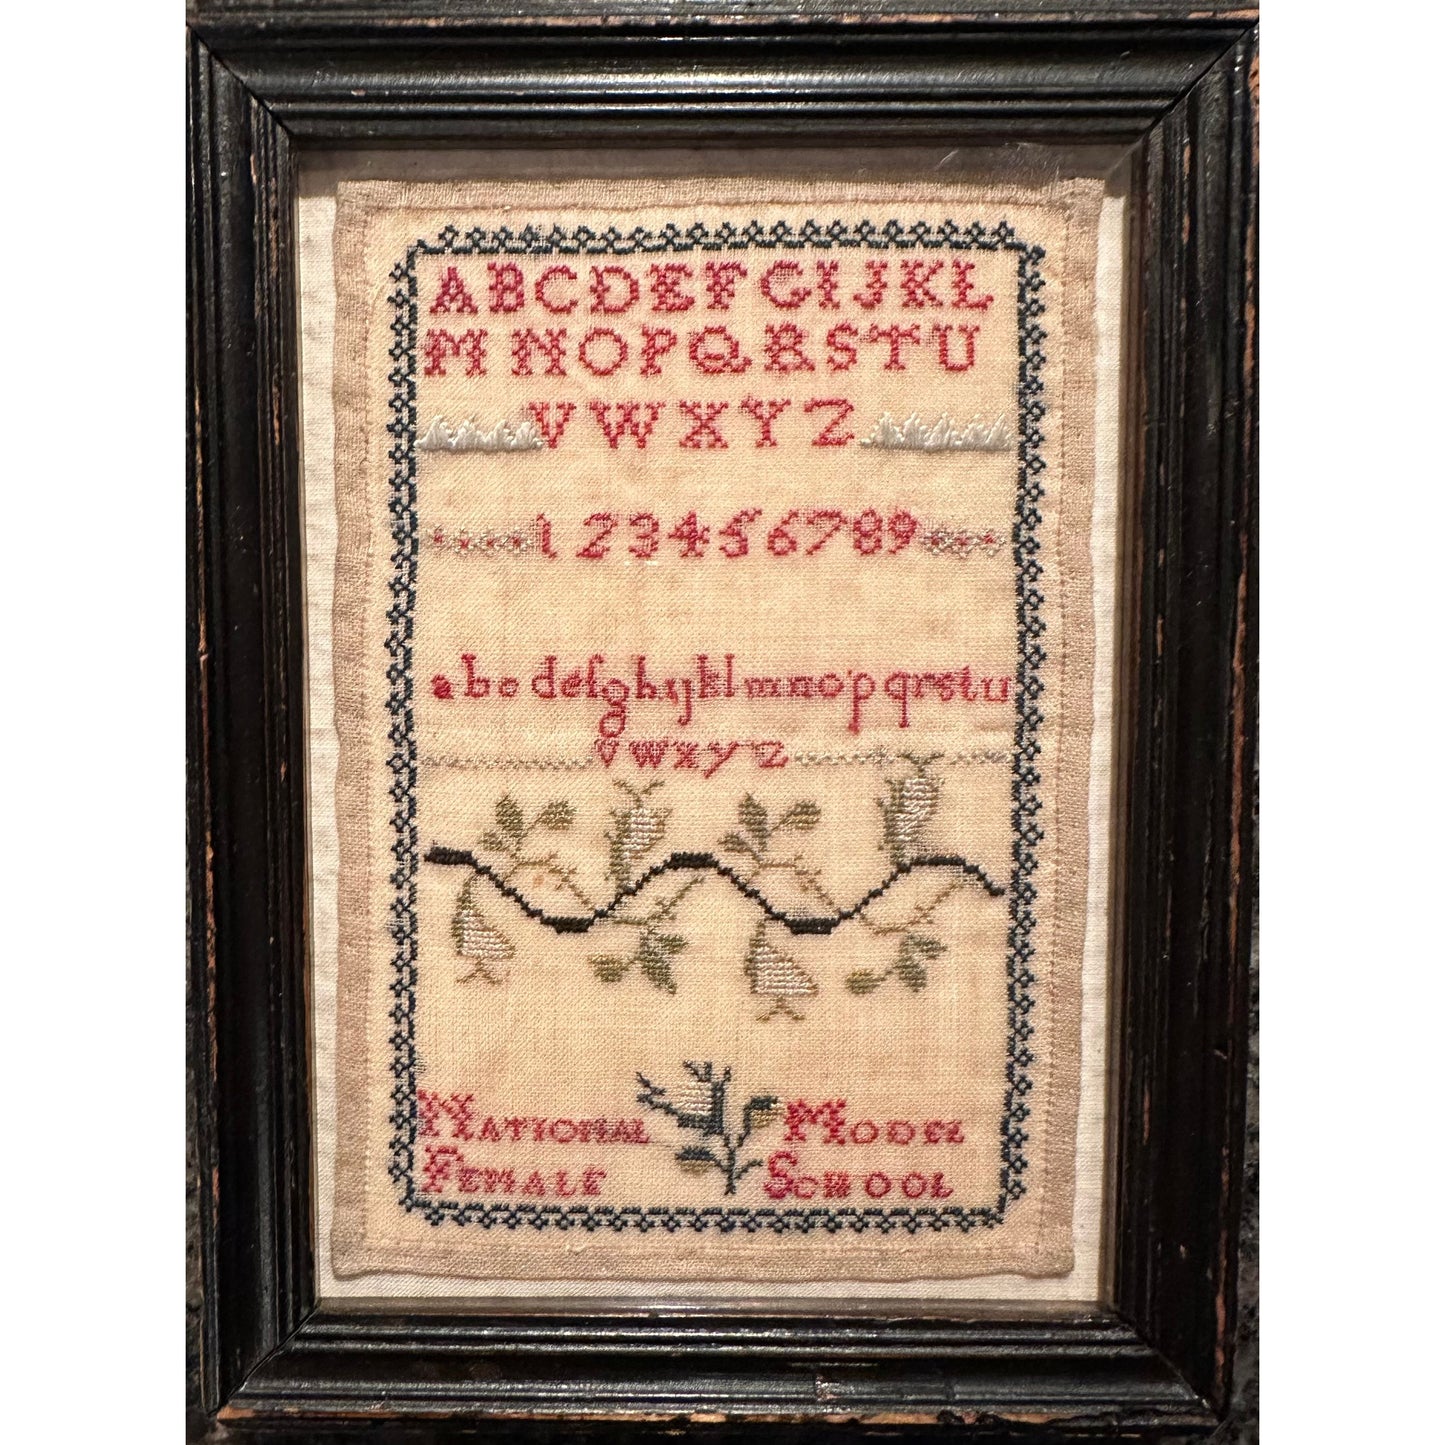 ABCDEFGIJKL
MNOPQRSTU
VWXYZ
123456789
abcdefghijklmnopqrstu
vwxyz
NATIONAL MODEL
FEMALE SCHOOL